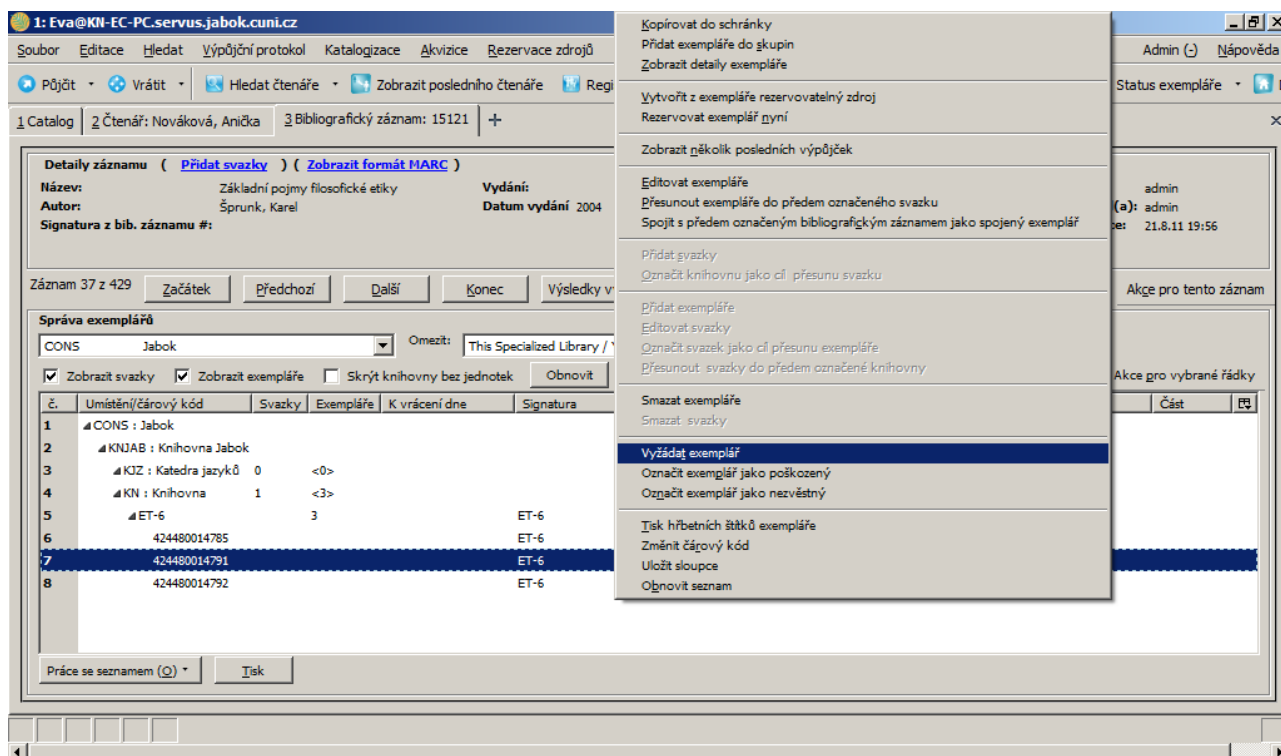 1: Eva@KN-EC-PC.servus.jabok.cuni.cz
Soubor Editace Hledat Výpůjční protokol Katalogizace Akvizice Rezervace zdrojů Admin (-) Nápověda
Půjčit Vrátit Hledat čtenáře Zobrazit posledního čtenáře Regi Status exempláře
1 Catalog 2 Čtenář: Nováková, Anička 3 Bibliografický záznam: 15121
Detaily záznamu ( Přidat svazky ) ( Zobrazit formát MARC )
Název: Základní pojmy filosofické etiky Vydání: admin
Autor: Šprunk, Karel Datum vydání 2004 (a): admin
Signatura z bib. záznamu #: ce: 21.8.11 19:56
Záznam 37 z 429 Začátek Předchozí Další Konec Výsledky v Akce pro tento záznam
Správa exemplářů
CONS Jabok Omezit: This Specialized Library / Y
Zobrazit svazky Zobrazit exempláře Skrýt knihovny bez jednotek Obnovit Akce pro vybrané řádky
č. Umístění/čárový kód Svazky Exempláře K vrácení dne Signatura Část
1 CONS : Jabok
2 KNJAB : Knihovna Jabok
3 KJZ : Katedra jazyků 0 <0>
4 KN : Knihovna 1 <3>
5 ET-6 3 ET-6
6 424480014785 ET-6
7 424480014791 ET-6
8 424480014792 ET-6
Práce se seznamem (O) Tisk
Kopírovat do schránky
Přidat exempláře do skupin
Zobrazit detaily exempláře
Vytvořit z exempláře rezervovatelný zdroj
Rezervovat exemplář nyní
Zobrazit několik posledních výpůjček
Editovat exempláře
Přesunout exempláře do předem označeného svazku
Spojit s předem označeným bibliografickým záznamem jako spojený exemplář
Přidat svazky
Označit knihovnu jako cíl přesunu svazku
Přidat exempláře
Editovat svazky
Označit svazek jako cíl přesunu exempláře
Přesunout svazky do předem označené knihovny
Smazat exempláře
Smazat svazky
Vyžádat exemplář
Označit exemplář jako poškozený
Označit exemplář jako nezvěstný
Tisk hřbetních štítků exempláře
Změnit čárový kód
Uložit sloupce
Obnovit seznam